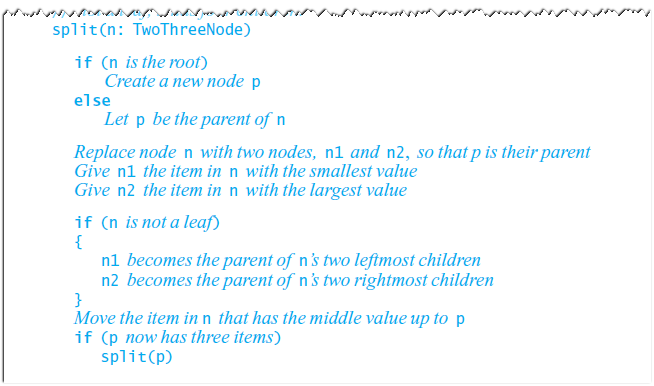 split(n: TwoThreeNode)
if (n is the root)
Create a new node p
else
Let p be the parent of n
Replace node n with two nodes, n1 and n2, so that p is their parent
Give n1 the item in n with the smallest value
Give n2 the item in n with the largest value
if (n is not a leaf)
{
n1 becomes the parent of n's two leftmost children
n2 becomes the parent of n's two rightmost children
}
Move the item in n that has the middle value up to p
if (p now has three items)
split(p)